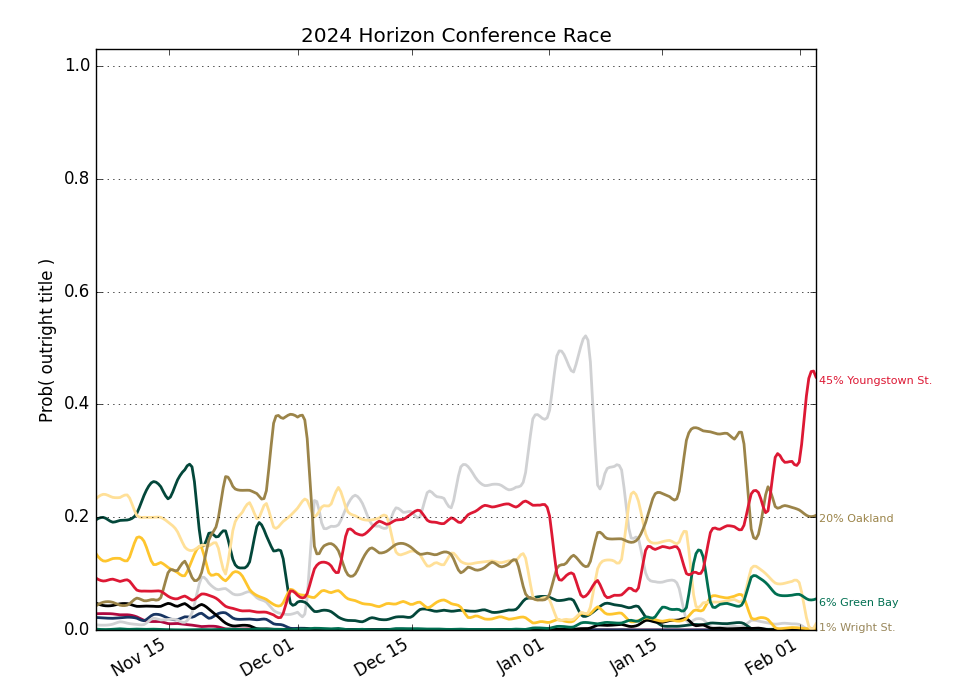 2024 Horizon Conference Race
Prob( outright title )
1.0
0.8
0.6
0.4
0.2
0.0
45% Youngstown St.
20% Oakland
6% Green Bay
1% Wright St.
Nov 15
Dec 01
Dec 15
Jan 01
Jan 15
Feb 01